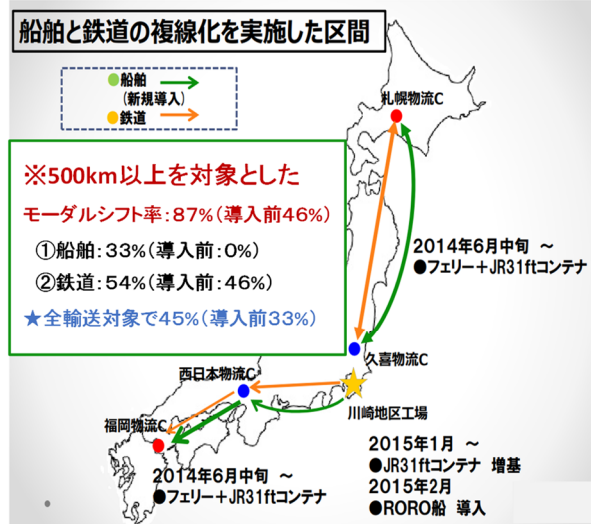 船舶と鉄道の複線化を実施した区間
●船舶
(新規導入)
●鉄道
札幌物流C
※500km以上を対象とした
モーダルシフト率:87%(導入前46%)
①船舶:33%(導入前:0%)
②鉄道:54%(導入前:46%)
★全輸送対象で45%(導入前33%)
2014年6月中旬 ~
●フェリー+JR31ftコンテナ
久喜物流C
西日本物流C
川崎地区工場
福岡物流C
2014年6月中旬 ~
●フェリー+JR31ftコンテナ
2015年1月 ~
●JR31ftコンテナ 増基
2015年2月
●RORO船 導入